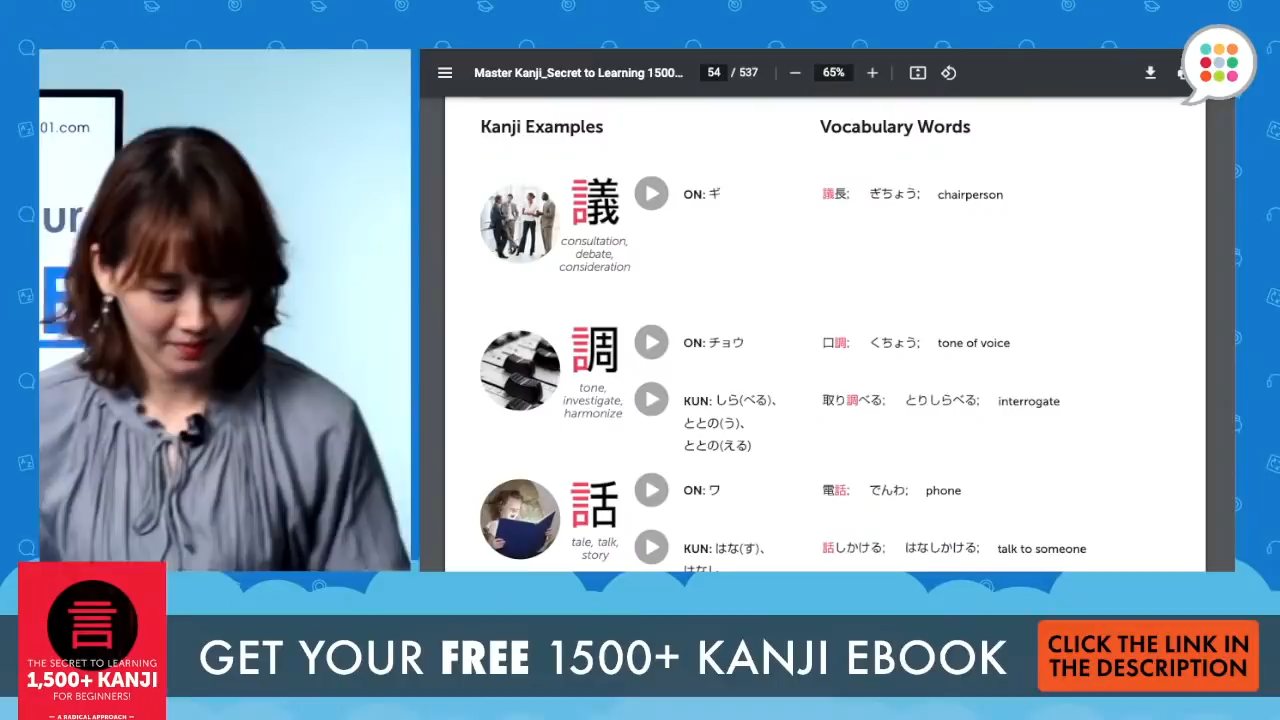 01.com
ur
Master Kanji_Secret to Learning 1500... 54 / 537 65%
Kanji Examples Vocabulary Words
議 ON: ギ 議長; ぎちょう; chairperson
consultation,
debate,
consideration
調 ON: チョウ 口調; くちょう; tone of voice
tone,
investigate,
harmonize
KUN: しら(べる)、 取り調べる; とりしらべる; interrogate
ととの(う)、
ととの(える)
話 ON: ワ 電話; でんわ; phone
tale, talk,
story
KUN: はな(す)、 話しかける; はなしかける; talk to someone
はなし
言
THE SECRET TO LEARNING
1,500+ KANJI
FOR BEGINNERS!
— A RADICAL APPROACH —
GET YOUR FREE 1500+ KANJI EBOOK
CLICK THE LINK IN
THE DESCRIPTION